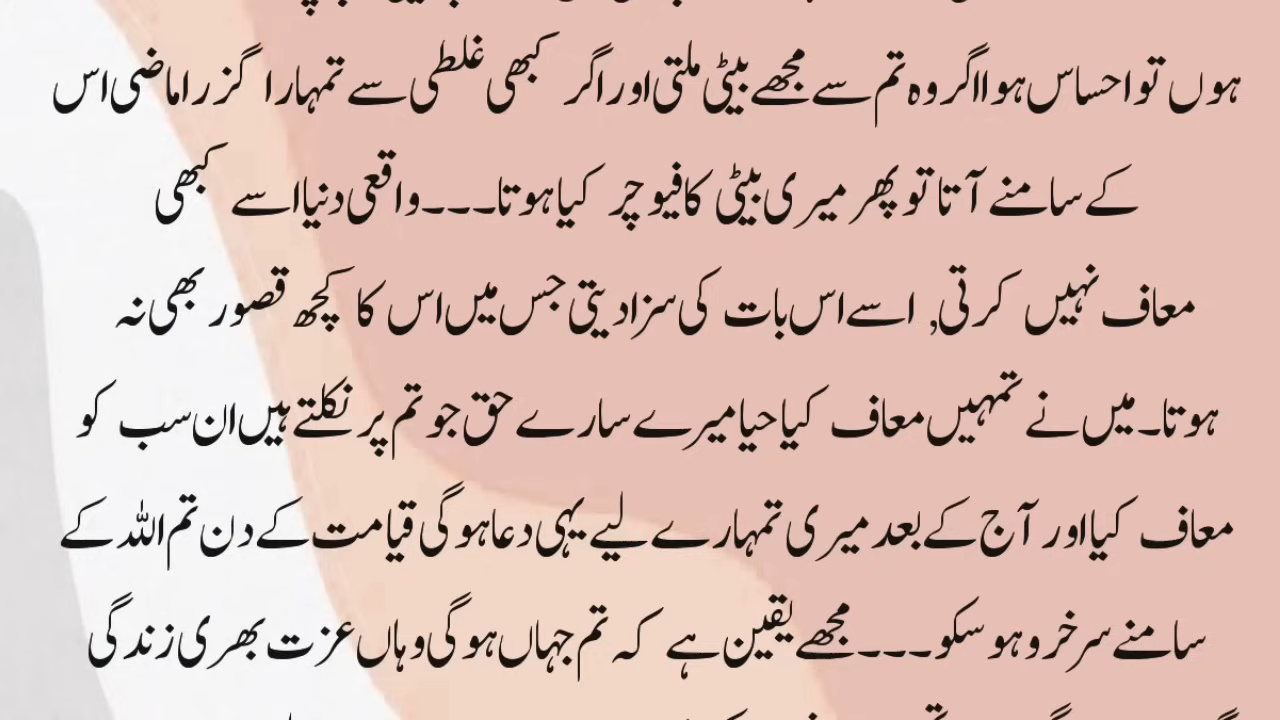 ہوں تو احساس ہوا اگر وہ تم سے مجھے بیٹی ملتی اور اگر کبھی غلطی سے تمہارا گزرا ماضی اس
کے سامنے آتا تو پھر میری بیٹی کا فیوچر کیا ہوتا۔۔۔ واقعی دنیا اسے کبھی
معاف نہیں کرتی, اسے اس بات کی سزا دیتی جس میں اس کا کچھ قصور بھی نہ
ہوتا۔ میں نے تمہیں معاف کیا حیا میرے سارے حق جو تم پر نکلتے ہیں ان سب کو
معاف کیا اور آج کے بعد میری تمہارے لیے یہی دعا ہو گی قیامت کے دن تم اللہ کے
سامنے سرخرو ہو سکو۔۔۔ مجھے یقین ہے کہ تم جہاں ہو گی وہاں عزت بھری زندگی